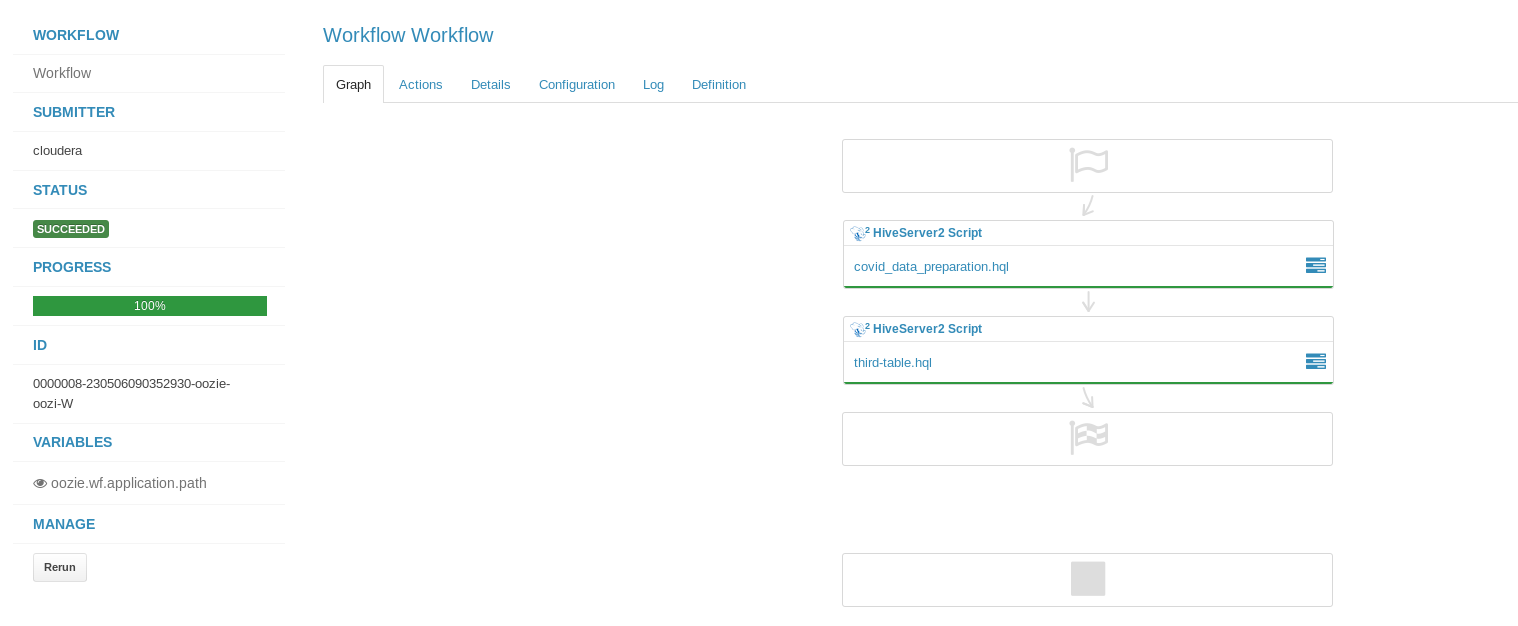 WORKFLOW
Workflow
SUBMITTER
cloudera
STATUS
SUCCEEDED
PROGRESS
100%
ID
0000008-230506090352930-oozie-
oozi-W
VARIABLES
oozie.wf.application.path
MANAGE
Rerun
Workflow Workflow
Graph Actions Details Configuration Log Definition
2 HiveServer2 Script
covid_data_preparation.hql
2 HiveServer2 Script
third-table.hql